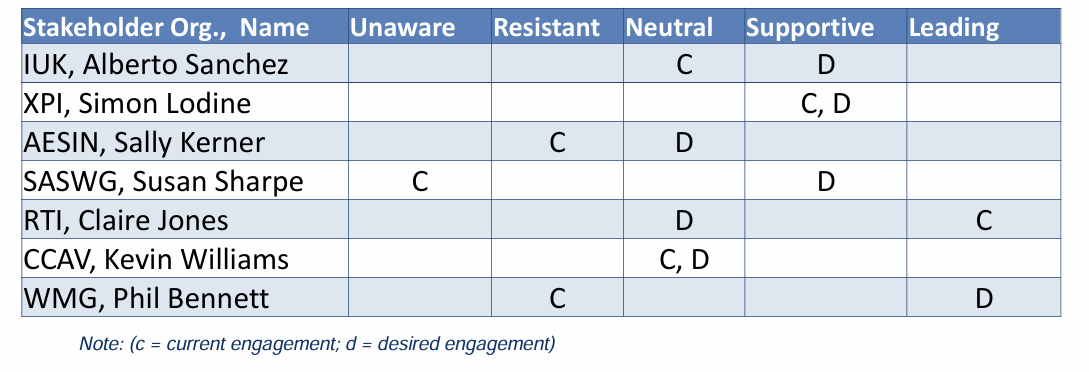 Stakeholder Org.,  Name Unaware Resistant Neutral Supportive Leading
IUK, Alberto Sanchez C D
XPI, Simon Lodine C, D
AESIN, Sally Kerner C D
SASWG, Susan Sharpe C D
RTI, Claire Jones D C
CCAV, Kevin Williams C, D
WMG, Phil Bennett C D
Note: (c = current engagement; d = desired engagement)